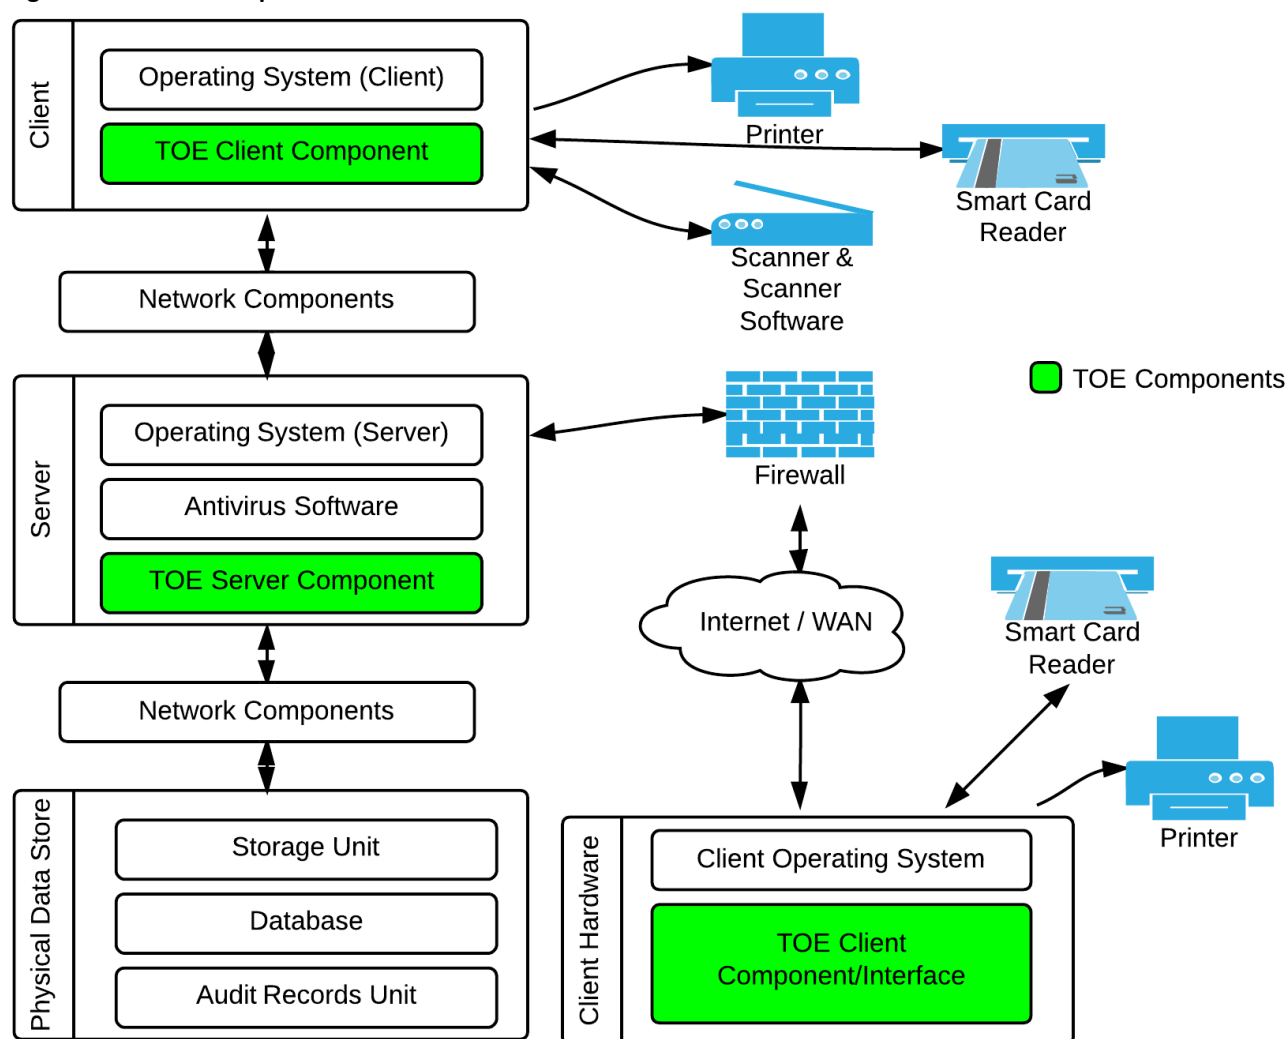 Client
Operating System (Client)
TOE Client Component
Printer
Smart Card
Reader
Scanner &
Scanner
Software
Network Components
TOE Components
Server
Operating System (Server)
Antivirus Software
TOE Server Component
Firewall
Internet / WAN
Smart Card
Reader
Network Components
Printer
Physical Data Store
Storage Unit
Database
Audit Records Unit
Client Hardware
Client Operating System
TOE Client
Component/Interface